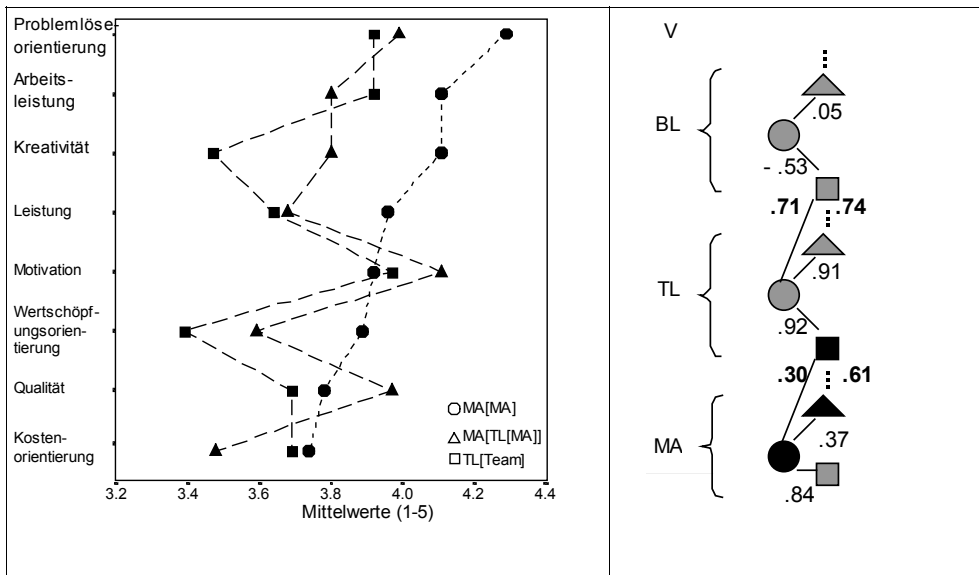 Problemlöse-
orientierung
Arbeits-
leistung
Kreativität
Leistung
Motivation
Wertschöpf-
ungsorien-
tierung
Qualität
Kosten-
orientierung
MA[MA]
MA[TL[MA]]
TL[Team]
3.2 3.4 3.6 3.8 4.0 4.2 4.4
Mittelwerte (1-5)
V
BL
.05
- .53
.71 .74
TL
.91
.92
.30 .61
MA
.37
.84